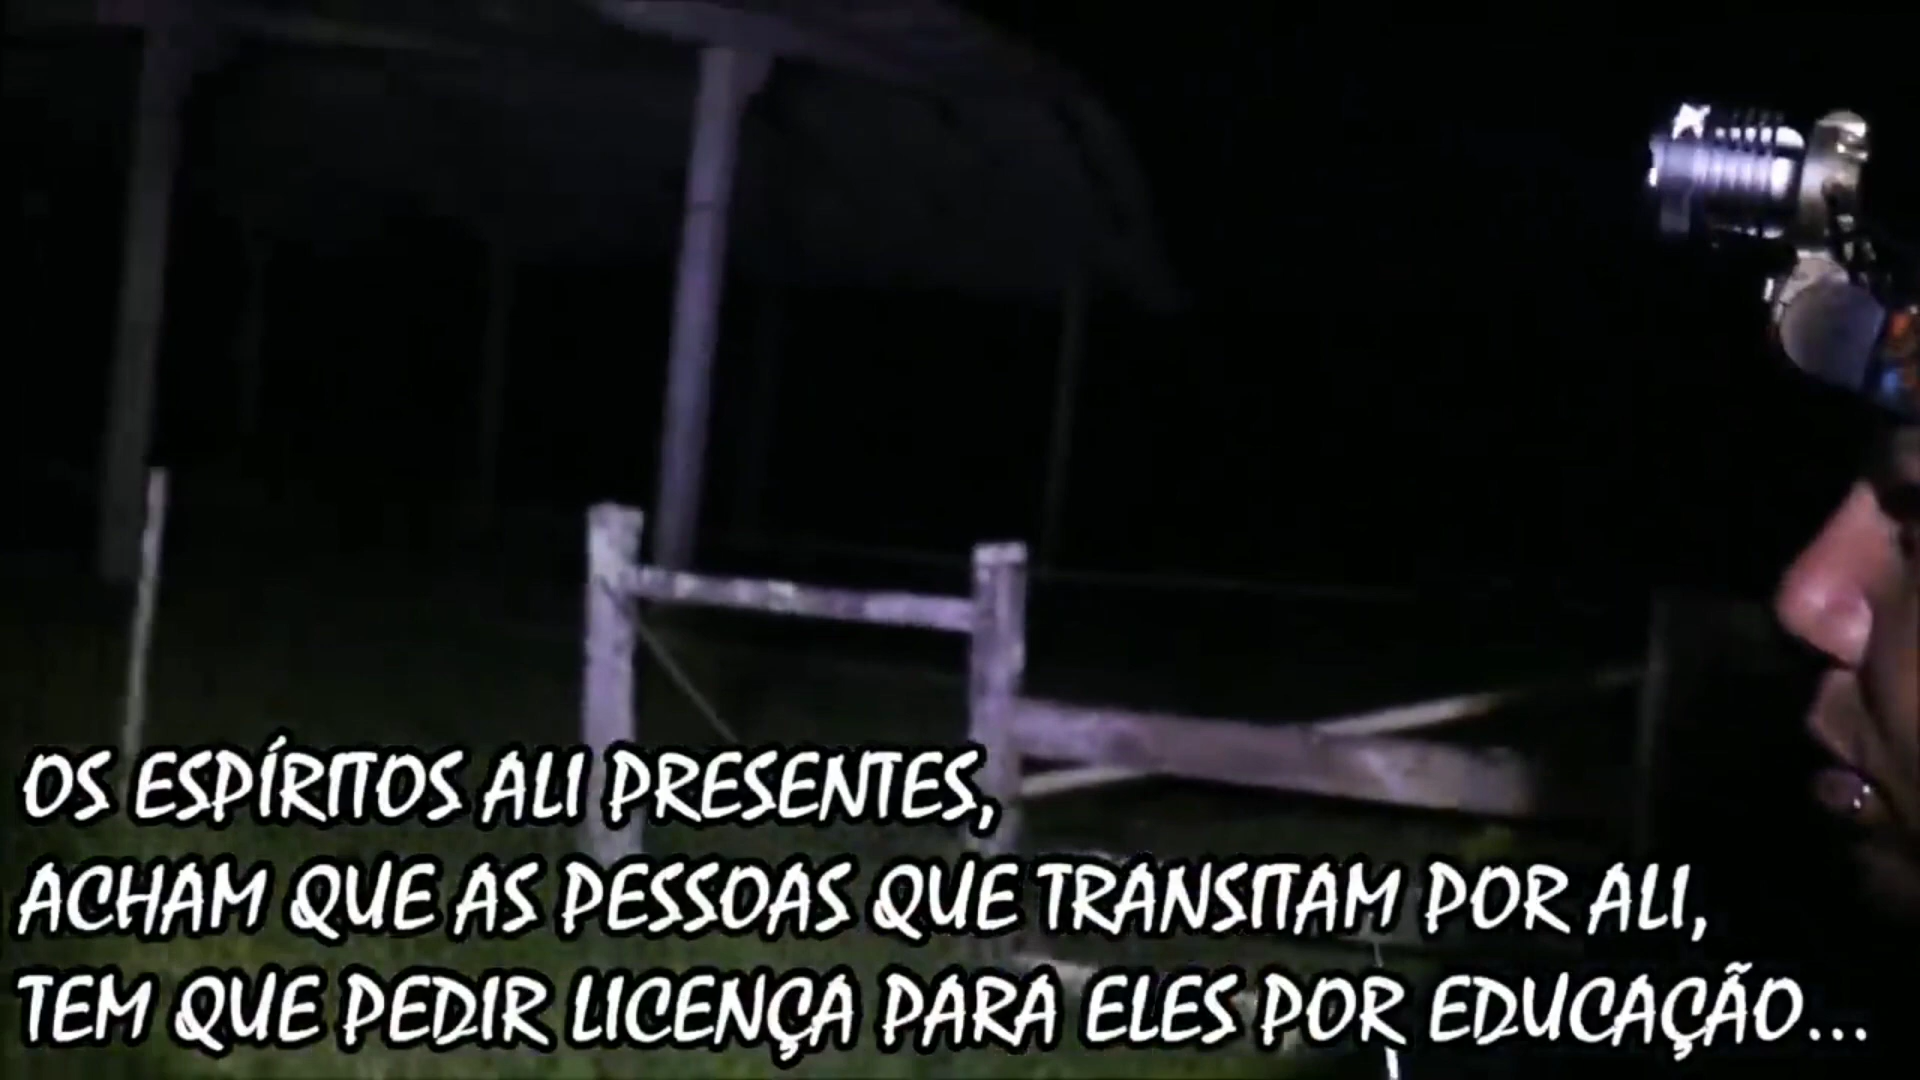 OS ESPÍRITOS ALI PRESENTES,
ACHAM QUE AS PESSOAS QUE TRANSITAM POR ALI,
TEM QUE PEDIR LICENÇA PARA ELES POR EDUCAÇÃO...